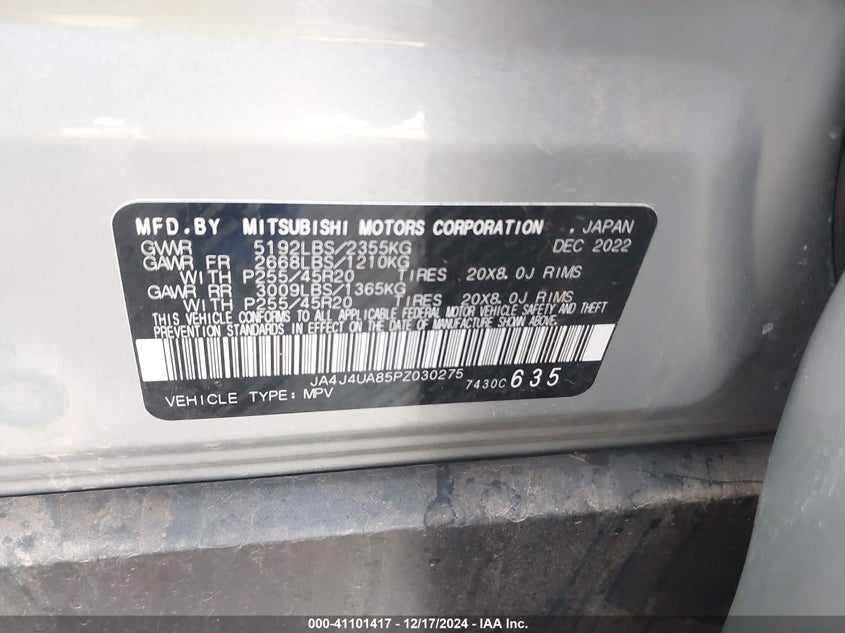 MFD.BY MITSUBISHI MOTORS CORPORATION , JAPAN
GVWR 5192LBS/2355KG DEC 2022
GAWR FR 2668LBS/1210KG
WITH P255/45R20 TIRES 20X8.0J RIMS
GAWR RR 3009LBS/1365KG
WITH P255/45R20 TIRES 20X8.0J RIMS
THIS VEHICLE CONFORMS TO ALL APPLICABLE FEDERAL MOTOR VEHICLE SAFETY AND THEFT
PREVENTION STANDARDS IN EFFECT ON THE DATE OF MANUFACTURE SHOWN ABOVE.
JA4J4UA85PZ030275 7430C 635
VEHICLE TYPE: MPV
000-41101417 - 12/17/2024 - IAA Inc.